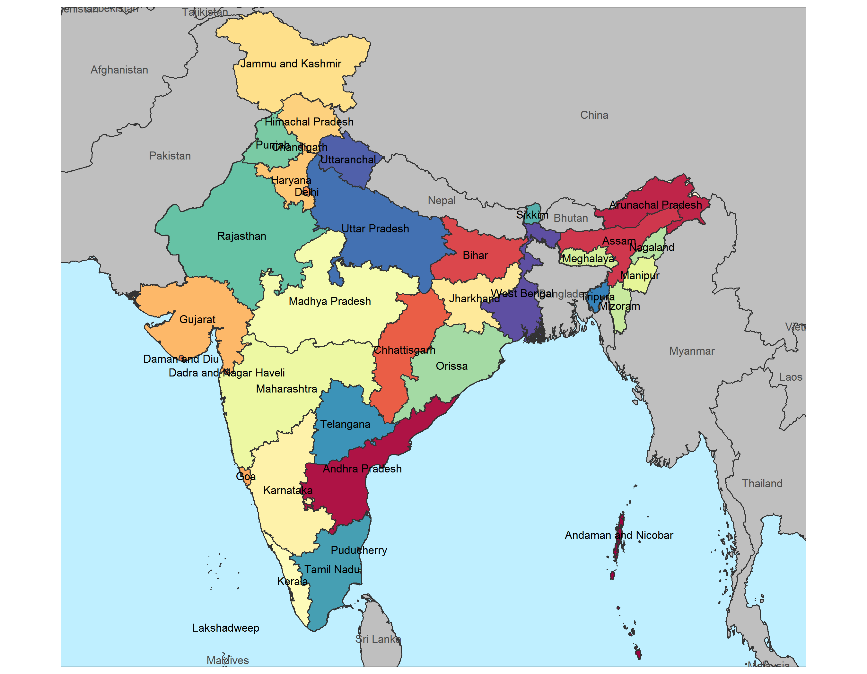 Tajikistan
Afghanistan
Jammu and Kashmir
China
Himachal Pradesh
Punjab
Chandigarh
Pakistan
Uttaranchal
Haryana
Delhi
Nepal
Arunachal Pradesh
Sikkim
Bhutan
Rajasthan
Uttar Pradesh
Assam
Nagaland
Bihar
Meghalaya
Manipur
Madhya Pradesh
Jharkhand
West Bengal
Bangladesh
Tripura
Mizoram
Gujarat
Chhattisgarh
Myanmar
Daman and Diu
Orissa
Dadra and Nagar Haveli
Laos
Maharashtra
Telangana
Andhra Pradesh
Goa
Karnataka
Thailand
Andaman and Nicobar
Puducherry
Tamil Nadu
Kerala
Lakshadweep
Sri Lanka
Maldives
Malaysia